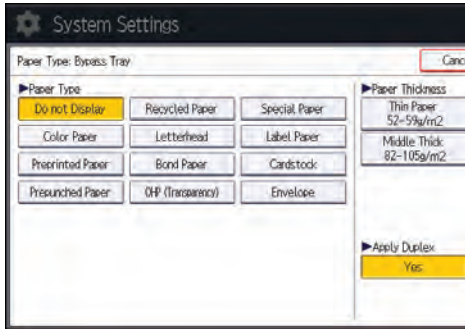 System Settings
Paper Type: Bypass Tray
Canc
►Paper Type
►Paper Thickness
Do not Display
Recycled Paper
Special Paper
Thin Paper
52-59g/m2
Color Paper
Letterhead
Label Paper
Middle Thick
82-105g/m2
Preprinted Paper
Bond Paper
Cardstock
Prepunched Paper
OHP (Transparency)
Envelope
►Apply Duplex
Yes